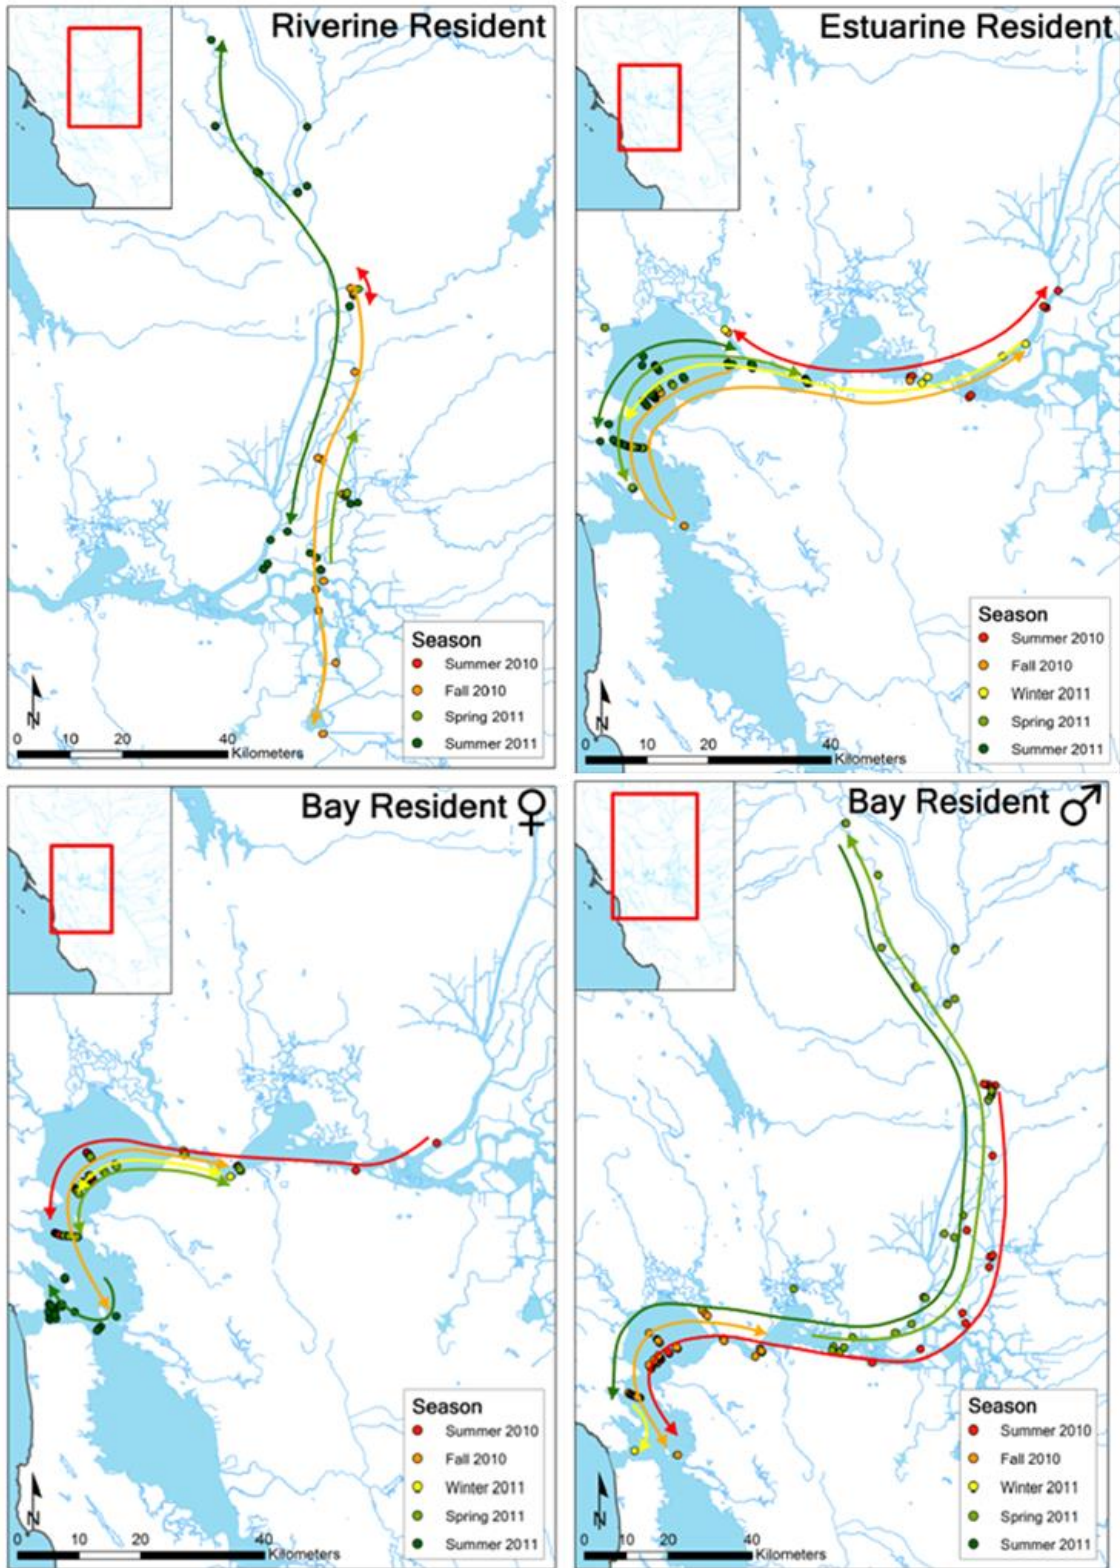 Riverine Resident
Season
Summer 2010
Fall 2010
Spring 2011
Summer 2011
N
0 10 20 40
Kilometers
Estuarine Resident
Season
Summer 2010
Fall 2010
Winter 2011
Spring 2011
Summer 2011
N
0 10 20 40
Kilometers
Bay Resident ♀
Season
Summer 2010
Fall 2010
Winter 2011
Spring 2011
Summer 2011
N
0 10 20 40
Kilometers
Bay Resident ♂
Season
Summer 2010
Fall 2010
Winter 2011
Spring 2011
Summer 2011
N
0 10 20 40
Kilometers